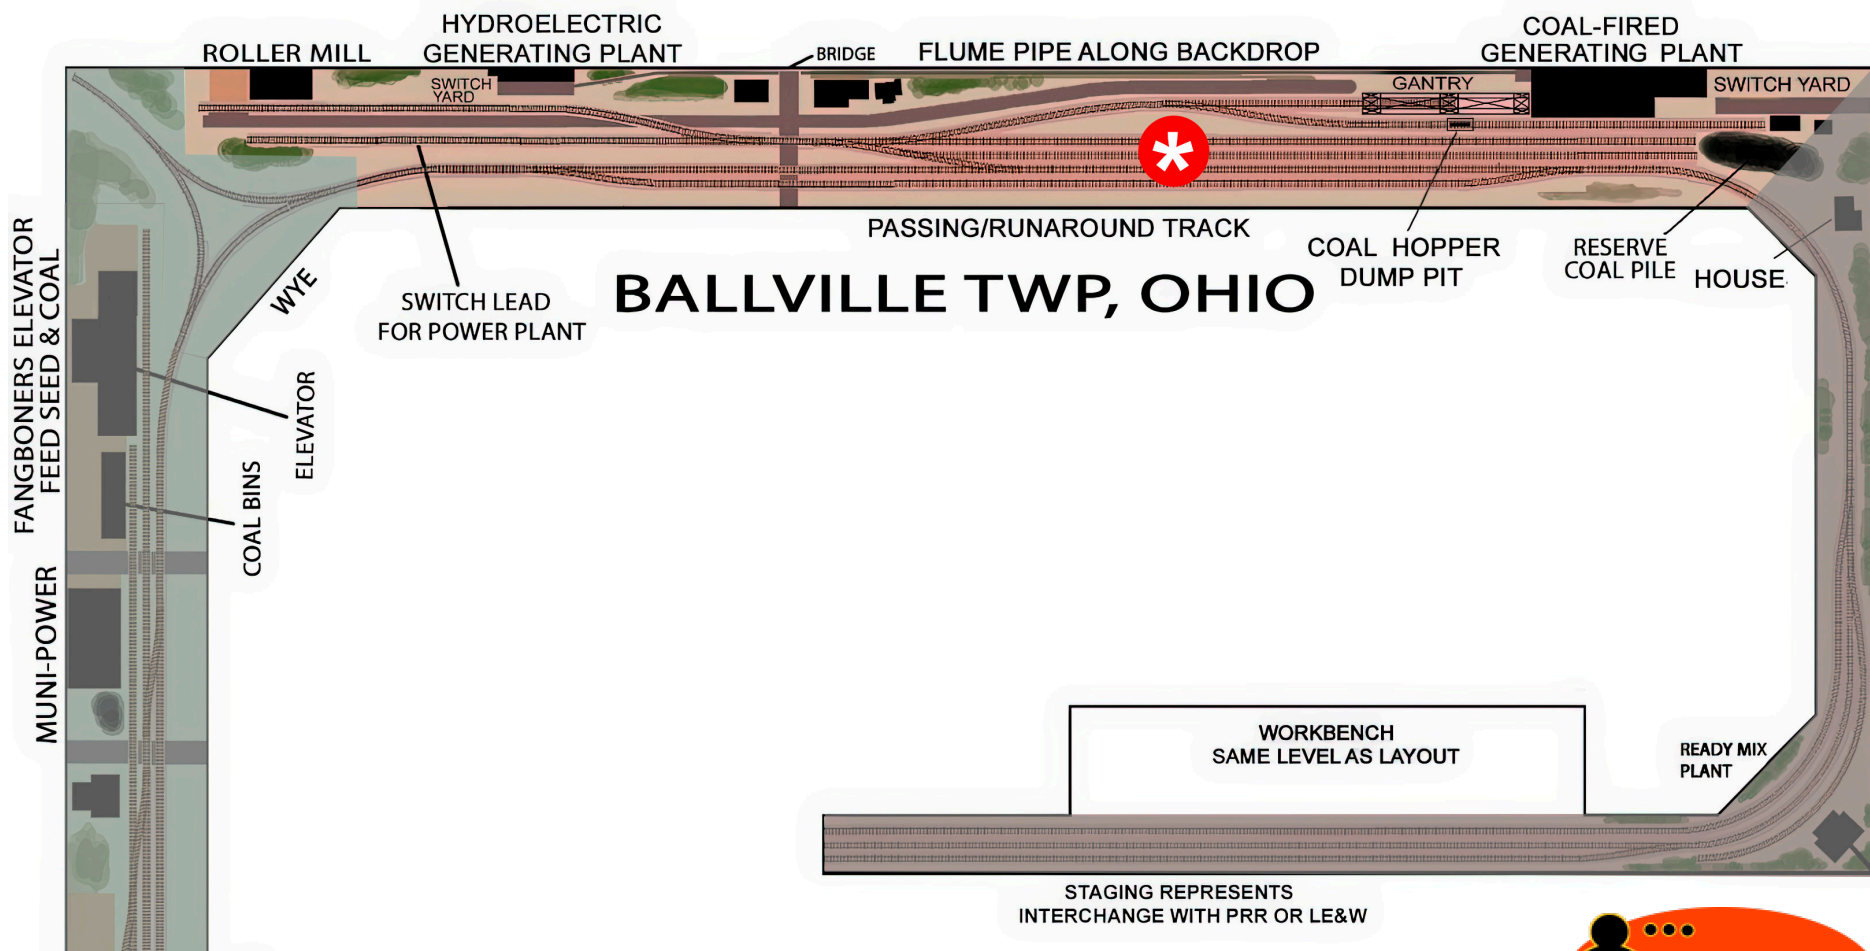 ROLLER MILL
HYDROELECTRIC
GENERATING PLANT
BRIDGE
FLUME PIPE ALONG BACKDROP
COAL-FIRED
GENERATING PLANT
SWITCH
YARD
GANTRY
SWITCH YARD
*
PASSING/RUNAROUND TRACK
COAL HOPPER
DUMP PIT
RESERVE
COAL PILE
HOUSE
WYE
SWITCH LEAD
FOR POWER PLANT
BALLVILLE TWP, OHIO
FANGBONERS ELEVATOR
FEED SEED & COAL
ELEVATOR
COAL BINS
MUNI-POWER
WORKBENCH
SAME LEVEL AS LAYOUT
READY MIX
PLANT
STAGING REPRESENTS
INTERCHANGE WITH PRR OR LE&W